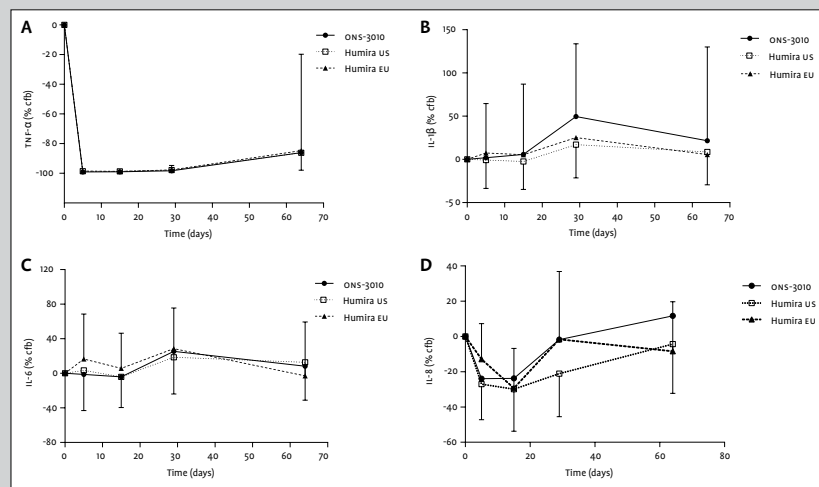 A
TNF-α (% cfb)
0
-20
-40
-60
-80
-100
0 10 20 30 40 50 60 70
Time (days)
ONS-3010
Humira US
Humira EU
B
IL-1β (% cfb)
150
100
50
0
-50
0 10 20 30 40 50 60 70
Time (days)
ONS-3010
Humira US
Humira EU
C
IL-6 (% cfb)
120
80
40
0
-40
-80
0 10 20 30 40 50 60 70
Time (days)
ONS-3010
Humira US
Humira EU
D
IL-8 (% cfb)
40
20
0
-20
-40
-60
0 20 40 60 80
Time (days)
ONS-3010
Humira US
Humira EU